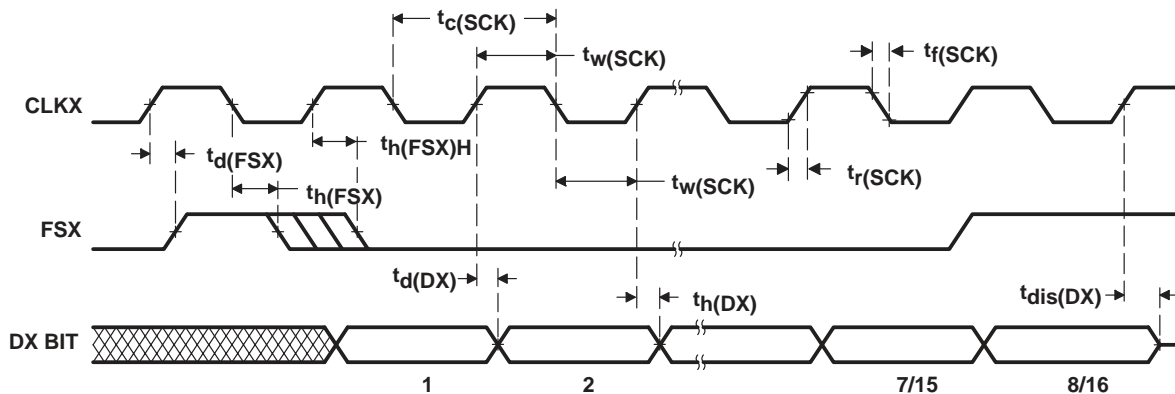 tc(SCK)
tw(SCK)
tf(SCK)
CLKX
td(FSX)
th(FSX)H
th(FSX)
tw(SCK)
tr(SCK)
FSX
td(DX)
th(DX)
tdis(DX)
DX BIT
1 2 7/15 8/16